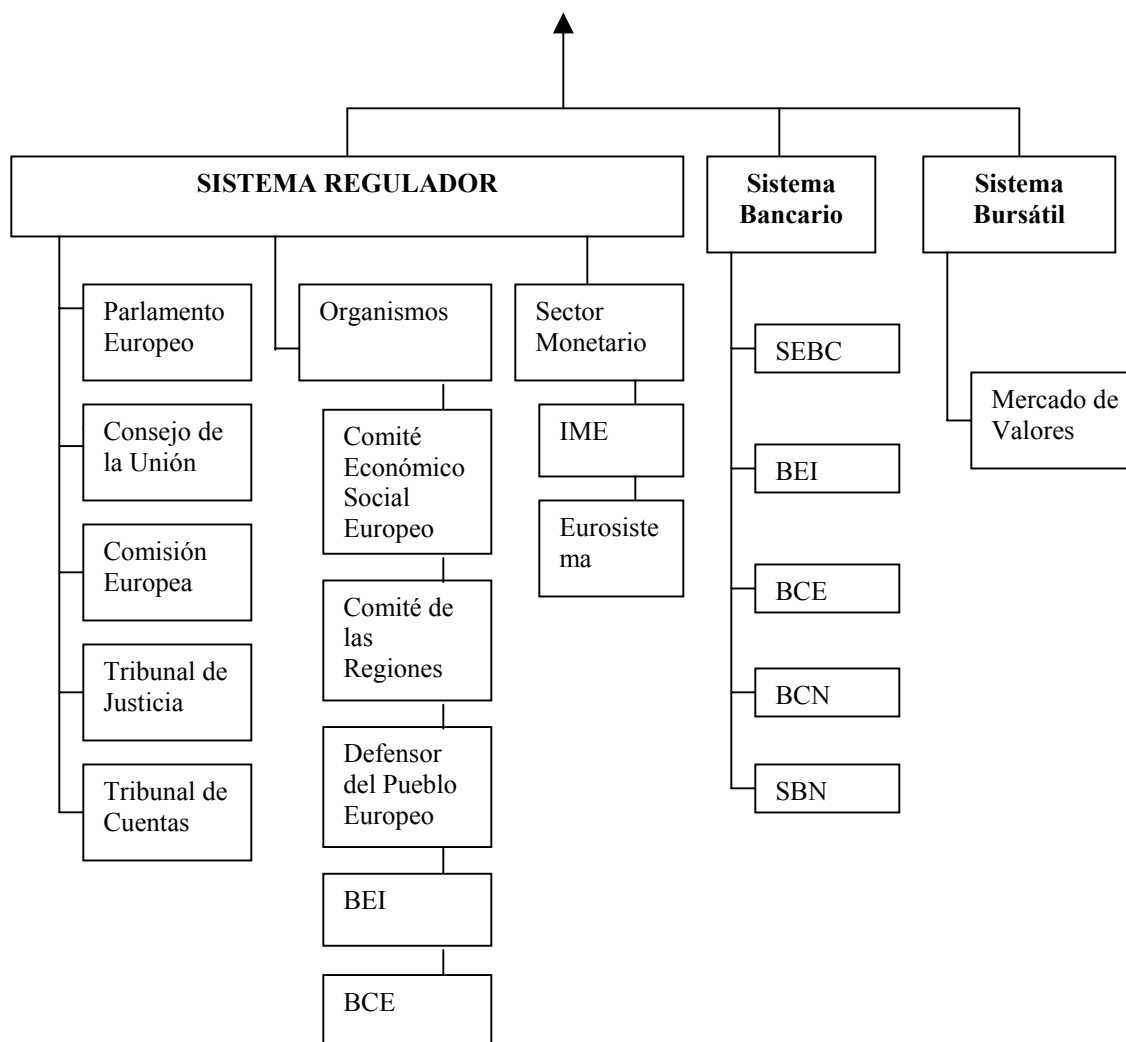 SISTEMA REGULADOR
Sistema
Bancario
Sistema
Bursátil
Parlamento
Europeo
Consejo de
la Unión
Comisión
Europea
Tribunal de
Justicia
Tribunal de
Cuentas
Organismos
Comité
Económico
Social
Europeo
Comité de
las
Regiones
Defensor
del Pueblo
Europeo
BEI
BCE
Sector
Monetario
IME
Eurosiste
ma
SEBC
BEI
BCE
BCN
SBN
Mercado de
Valores